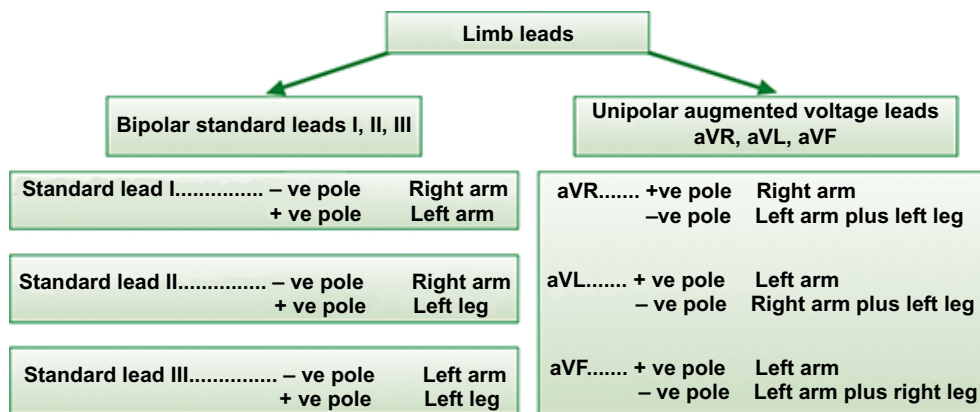 Limb leads
Bipolar standard leads I, II, III
Standard lead I............... – ve pole Right arm
+ ve pole Left arm
Standard lead II............... – ve pole Right arm
+ ve pole Left leg
Standard lead III............... – ve pole Left arm
+ ve pole Left leg
Unipolar augmented voltage leads
aVR, aVL, aVF
aVR....... +ve pole Right arm
–ve pole Left arm plus left leg
aVL....... + ve pole Left arm
– ve pole Right arm plus left leg
aVF....... + ve pole Left arm
– ve pole Left arm plus right leg